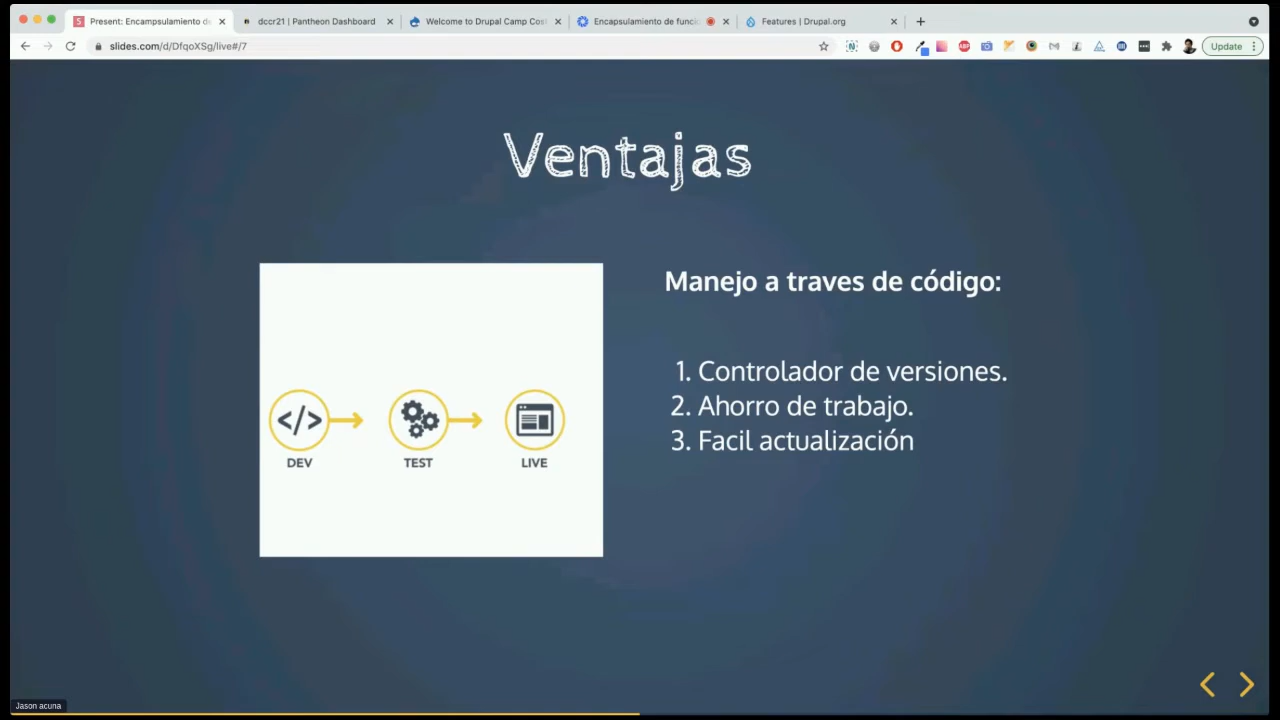 Present: Encampsulamiento de
dccr21 | Pantheon Dashboard
Welcome to Drupal Camp Cos
Encapsulamiento de funci
Features | Drupal.org
slides.com/d/DfqoXSg/live#/7
Update
Ventajas
Manejo a traves de código:
1. Controlador de versiones.
2. Ahorro de trabajo.
3. Facil actualización
</>
DEV
TEST
LIVE
Jason acuna